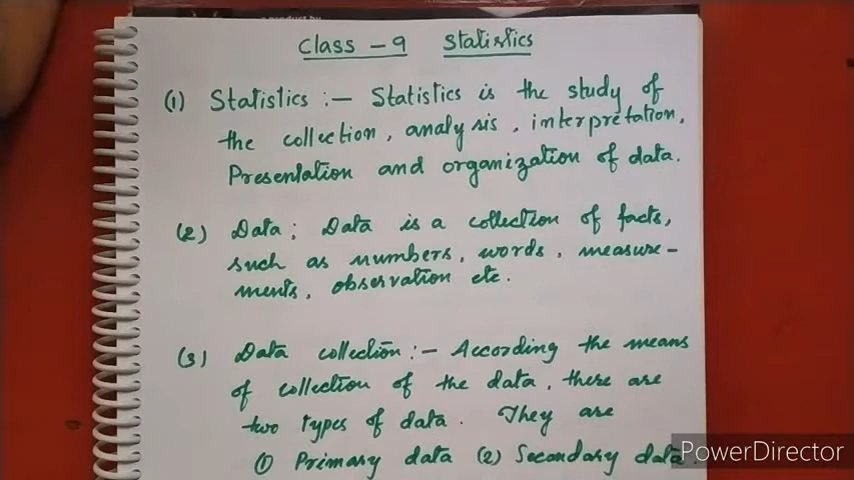 Class - 9 Statistics
(1) Statistics :- Statistics is the study of
the collection, analysis, interpretation,
Presentation and organization of data.
(2) Data; Data is a collection of facts,
such as numbers, words, measure-
ments, observation etc.
(3) Data collection :- According the means
of collection of the data, there are
two types of data. They are
① Primary data (2) Secondary data.
PowerDirector